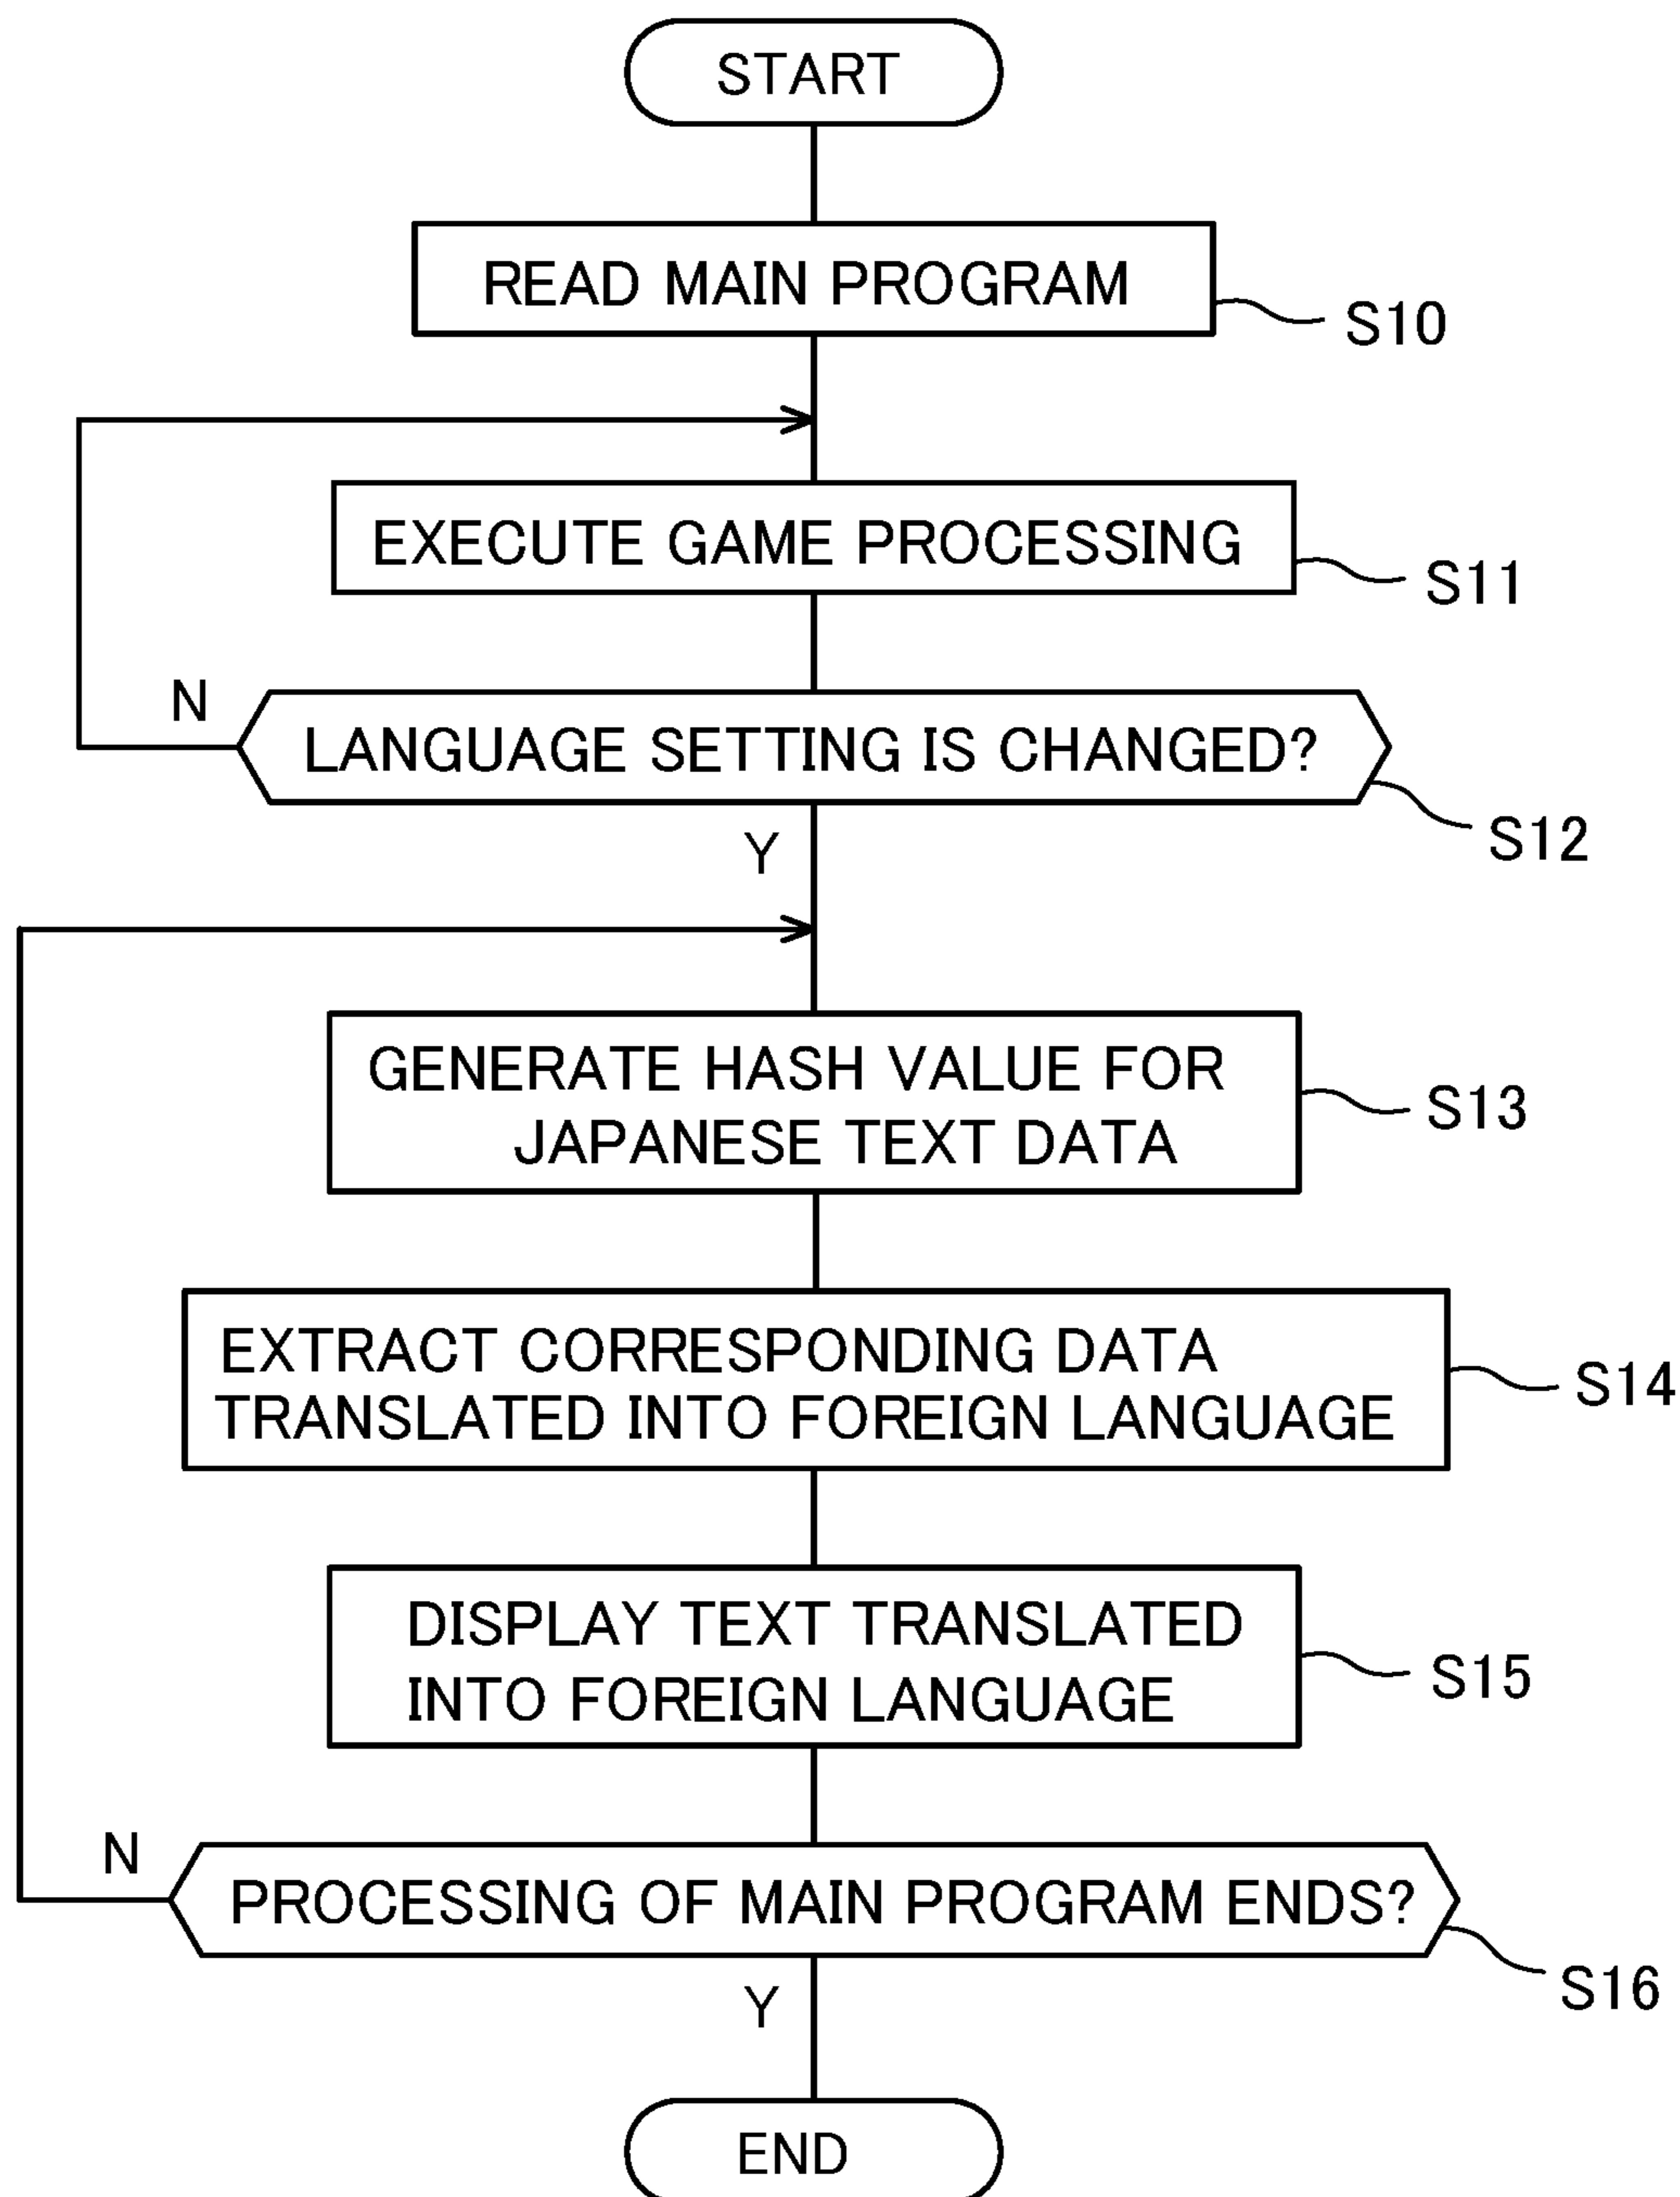 START
READ MAIN PROGRAM
S10
EXECUTE GAME PROCESSING
S11
N
LANGUAGE SETTING IS CHANGED?
S12
Y
GENERATE HASH VALUE FOR
JAPANESE TEXT DATA
S13
EXTRACT CORRESPONDING DATA
TRANSLATED INTO FOREIGN LANGUAGE
S14
DISPLAY TEXT TRANSLATED
INTO FOREIGN LANGUAGE
S15
N
PROCESSING OF MAIN PROGRAM ENDS?
S16
Y
END